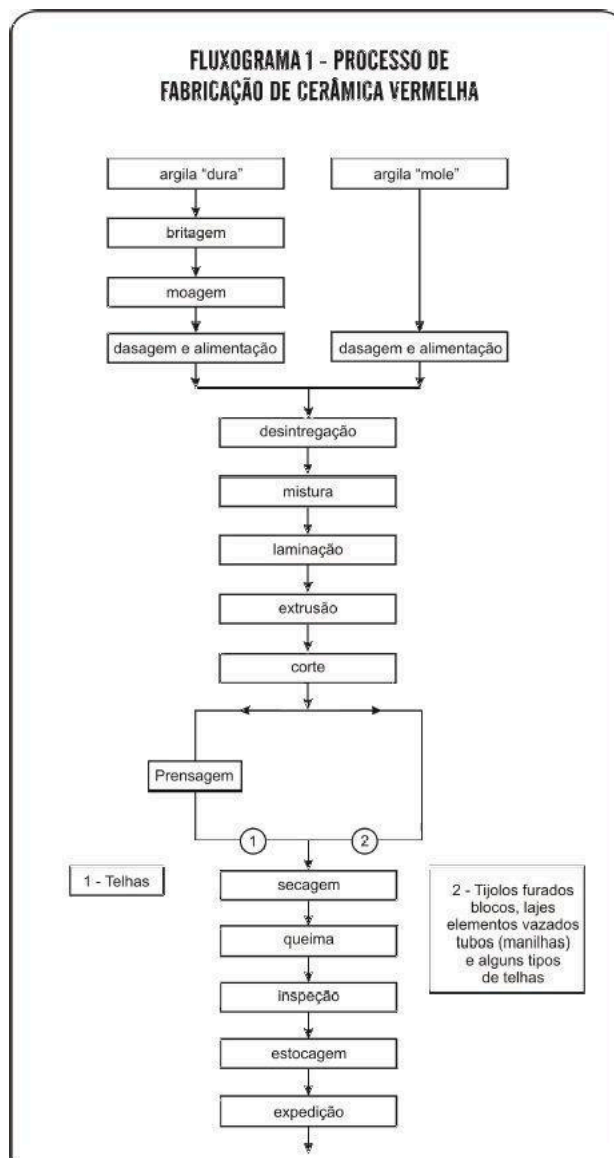 FLUXOGRAMA 1 - PROCESSO DE
FABRICAÇÃO DE CERÂMICA VERMELHA
argila “dura”
argila “mole”
britagem
moagem
dasagem e alimentação
dasagem e alimentação
desintregação
mistura
laminação
extrusão
corte
Prensagem
1
2
1 - Telhas
2 - Tijolos furados
blocos, lajes
elementos vazados
tubos (manilhas)
e alguns tipos
de telhas
secagem
queima
inspeção
estocagem
expedição